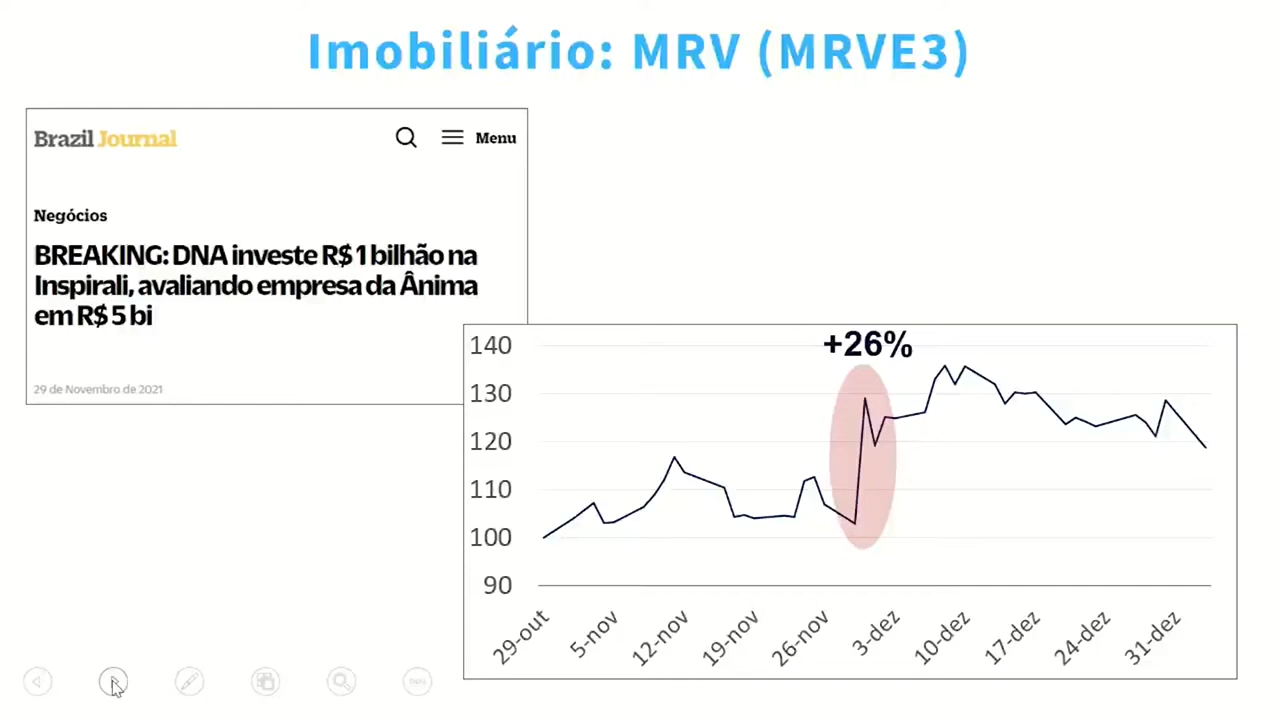 Imobiliário: MRV (MRVE3)
Brazil Journal
Menu
Negócios
BREAKING: DNA investe R$ 1 bilhão na
Inspirali, avaliando empresa da Ânima
em R$ 5 bi
29 de Novembro de 2021
+26%
140
130
120
110
100
90
29-out
5-nov
12-nov
19-nov
26-nov
3-dez
10-dez
17-dez
24-dez
31-dez